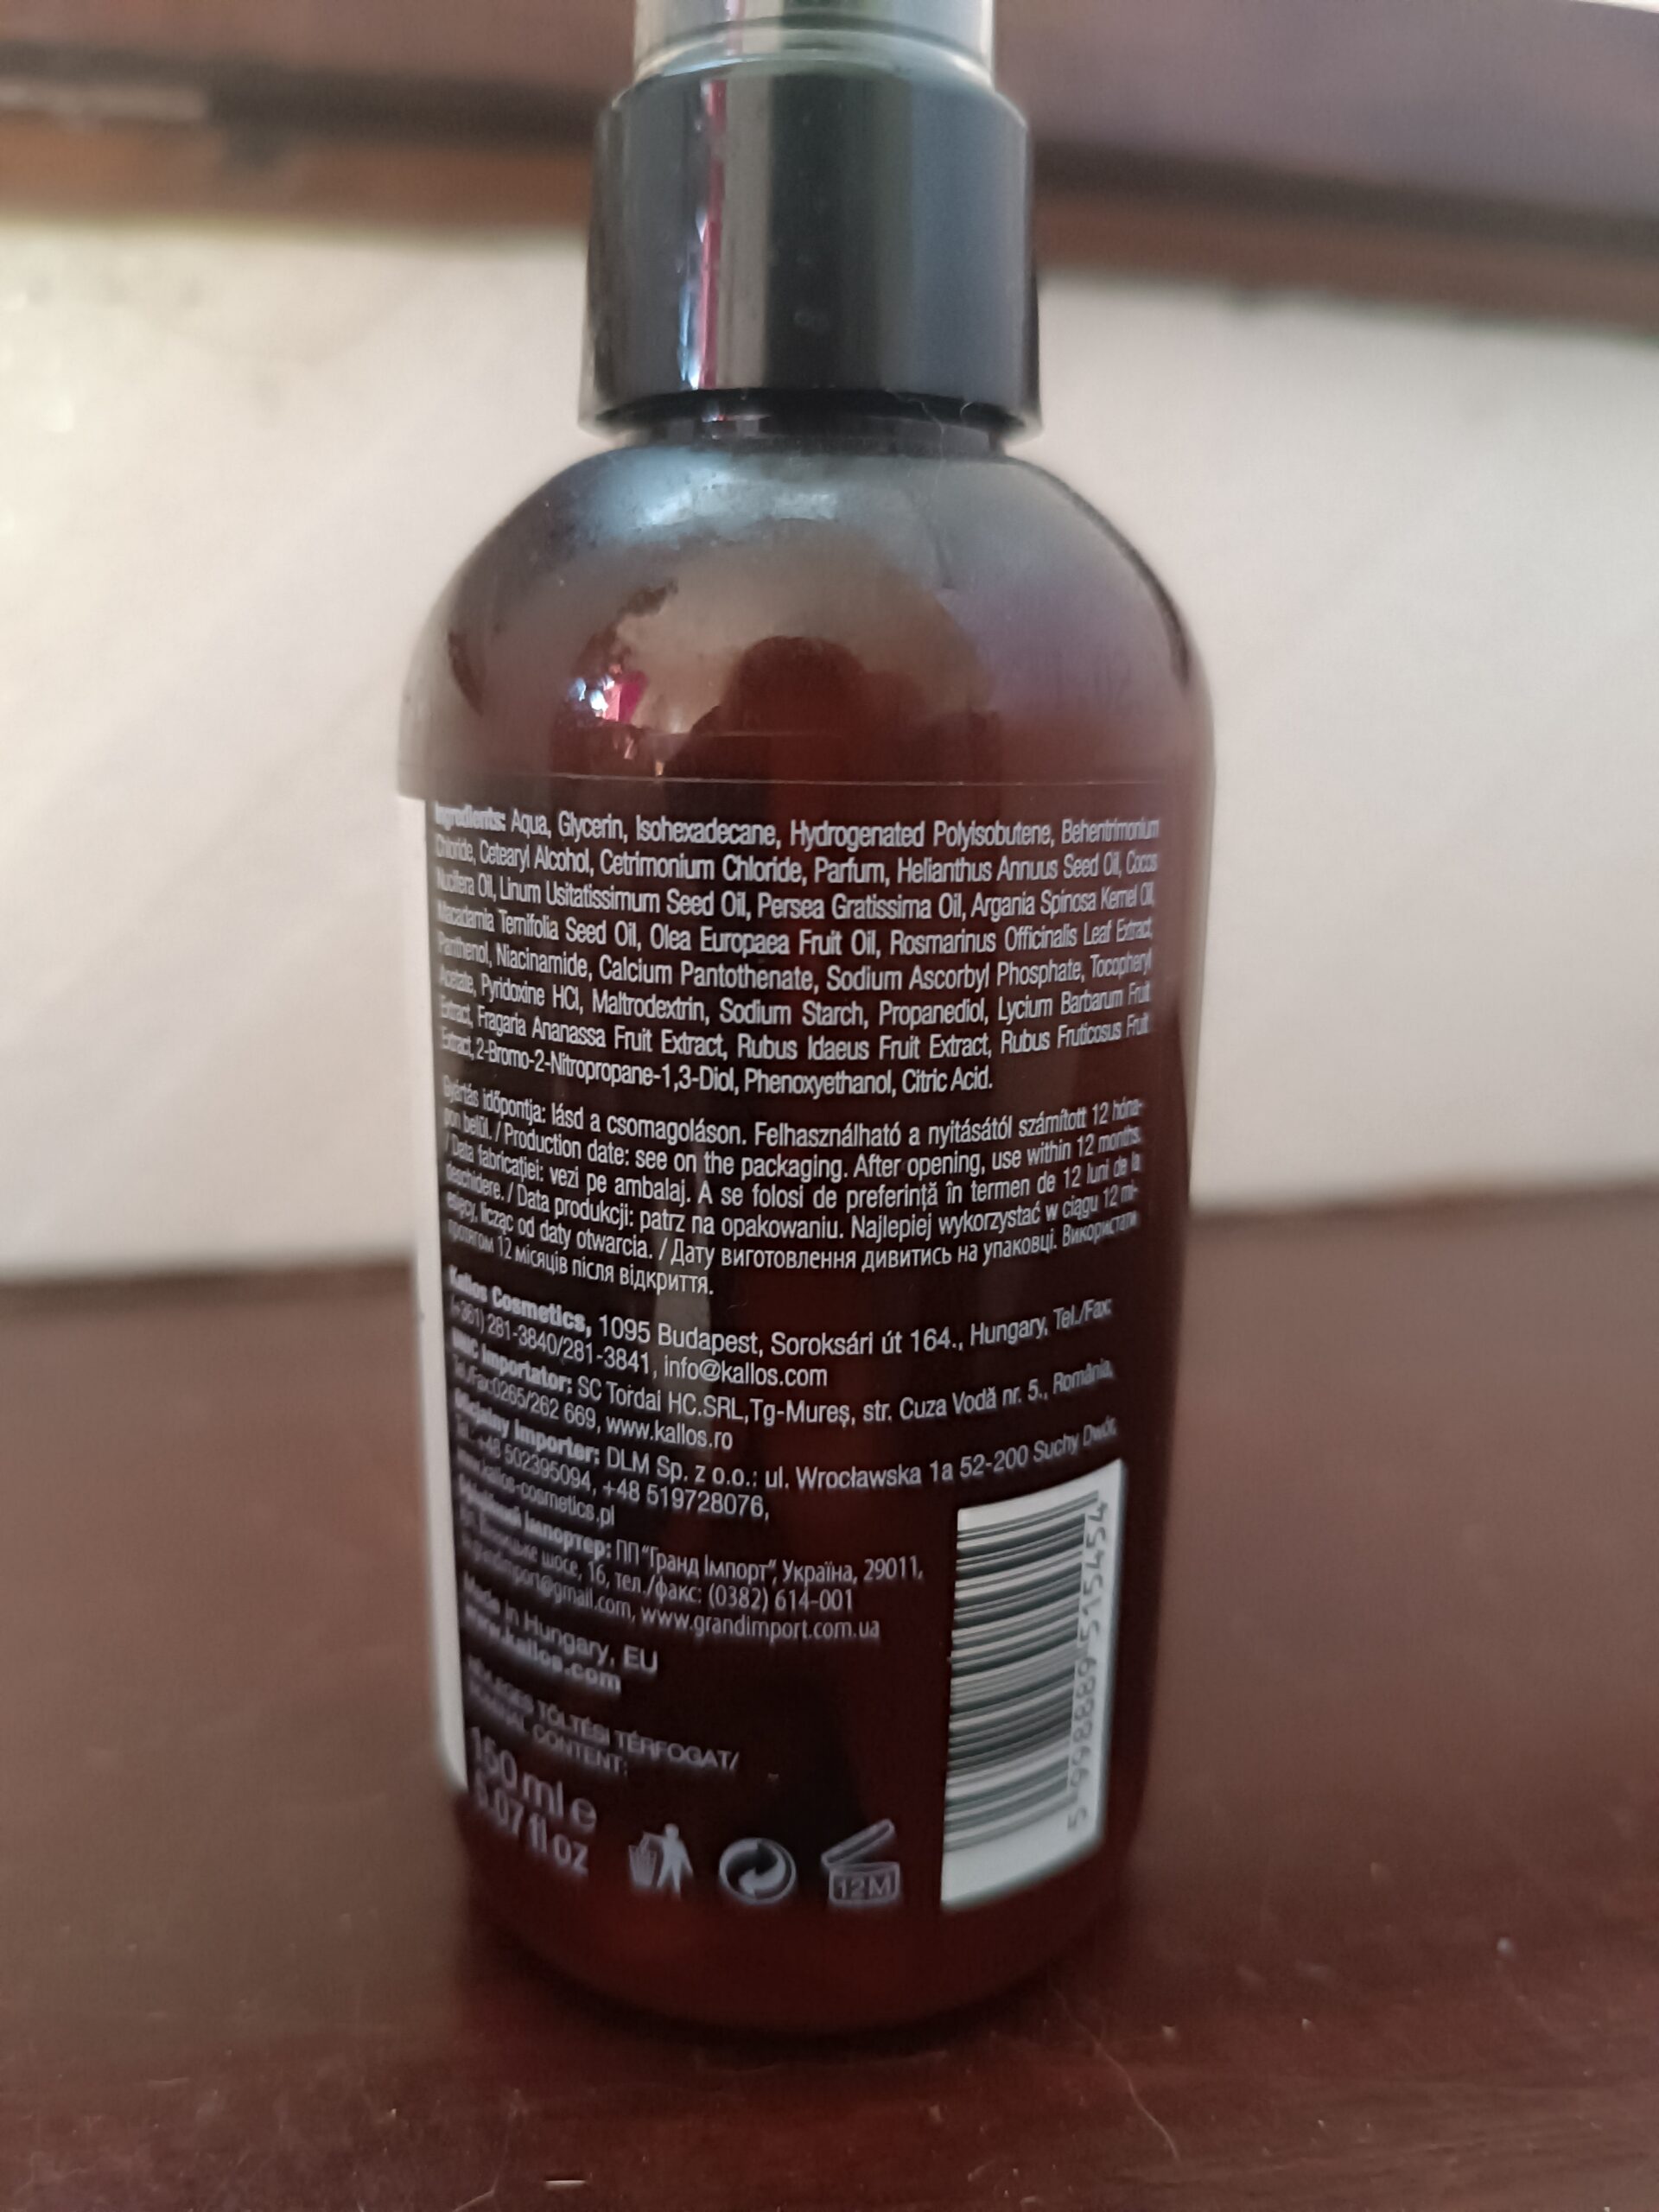 Ingredients: Aqua, Glycerin, Isohexadecane, Hydrogenated Polyisobutene, Behentrimonium
Chloride, Cetearyl Alcohol, Cetrimonium Chloride, Parfum, Helianthus Annuus Seed Oil, Cocos
Nucifera Oil, Linum Usitatissimum Seed Oil, Persea Gratissima Oil, Argania Spinosa Kernel Oil,
Macadamia Ternifolia Seed Oil, Olea Europaea Fruit Oil, Rosmarinus Officinalis Leaf Extract,
Panthenol, Niacinamide, Calcium Pantothenate, Sodium Ascorbyl Phosphate, Tocopheryl
Acetate, Pyridoxine HCl, Maltrodextrin, Sodium Starch, Propanediol, Lycium Barbarum Fruit
Extract, Fragaria Ananassa Fruit Extract, Rubus Idaeus Fruit Extract, Rubus Fruticosus Fruit
Extract, 2-Bromo-2-Nitropropane-1,3-Diol, Phenoxyethanol, Citric Acid.
Gyártás időpontja: lásd a csomagoláson. Felhasználható a nyitásától számított 12 hóna-
pon belül. / Production date: see on the packaging. After opening, use within 12 months.
/ Data fabricației: vezi pe ambalaj. A se folosi de preferință în termen de 12 luni de la
deschidere. / Data produkcji: patrz na opakowaniu. Najlepiej wykorzystać w ciągu 12 mi-
esięcy, licząc od daty otwarcia. / Дату виготовлення дивитись на упаковці. Використати
протягом 12 місяців після відкриття.
Kallos Cosmetics, 1095 Budapest, Soroksári út 164., Hungary, Tel./Fax:
(+361) 281-3840/281-3841, info@kallos.com
Importator: SC Tordai HC.SRL,Tg-Mureș, str. Cuza Vodă nr. 5., România,
Tel./Fax:0265/262 669, www.kallos.ro
Oficjalny Importer: DLM Sp. z o.o.: ul. Wrocławska 1a 52-200 Suchy Dwór,
Tel.: +48 502395094, +48 519728076,
www.kallos-cosmetics.pl
Імпортер: ПП "Гранд Імпорт", Україна, 29011,
шосе, 16, тел./факс: (0382) 614-001
grandimport@gmail.com, www.grandimport.com.ua
Made in Hungary, EU
www.kallos.com
NÉVLEGES TÖLTÉSI TÉRFOGAT/
NOMINAL CONTENT:
150 ml e
5.07 fl oz
12M
5 998889 515454